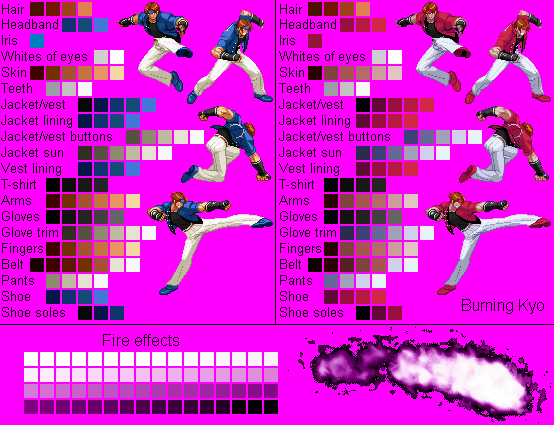 Hair
Headband
Iris
Whites of eyes
Skin
Teeth
Jacket/vest
Jacket lining
Jacket/vest buttons
Jacket sun
Vest lining
T-shirt
Arms
Gloves
Glove trim
Fingers
Belt
Pants
Shoe
Shoe soles
Hair
Headband
Iris
Whites of eyes
Skin
Teeth
Jacket/vest
Jacket lining
Jacket/vest buttons
Jacket sun
Vest lining
T-shirt
Arms
Gloves
Glove trim
Fingers
Belt
Pants
Shoe
Shoe soles
Burning Kyo
Fire effects